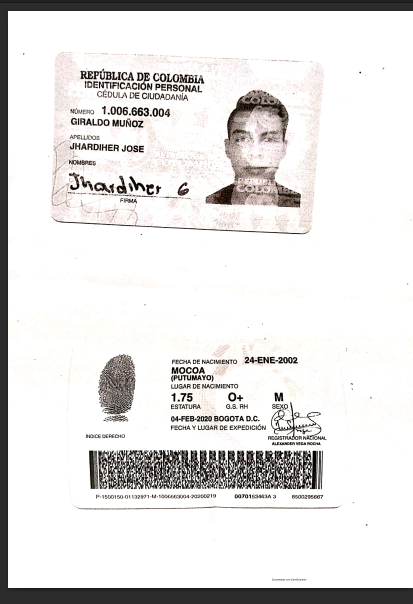 REPÚBLICA DE COLOMBIA
IDENTIFICACIÓN PERSONAL
CÉDULA DE CIUDADANÍA
NÚMERO 1.006.663.004
GIRALDO MUÑOZ
APELLIDOS
JHARDIHER JOSE
NOMBRES
Jhardiher G
FIRMA
FECHA DE NACIMIENTO 24-ENE-2002
MOCOA
(PUTUMAYO)
LUGAR DE NACIMIENTO
1.75 O+ M
ESTATURA G.S. RH SEXO
04-FEB-2020 BOGOTA D.C.
FECHA Y LUGAR DE EXPEDICIÓN
INDICE DERECHO
REGISTRADOR NACIONAL
ALEXANDER VEGA ROCHA
P-1500150-01132971-M-1006663004-20200219 0070153463A 3 8500295667